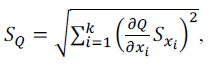 $S_Q = \sqrt{\sum_{i=1}^{k} \left( \frac{\partial Q}{\partial x_i} S_{x_i} \right)^2},$